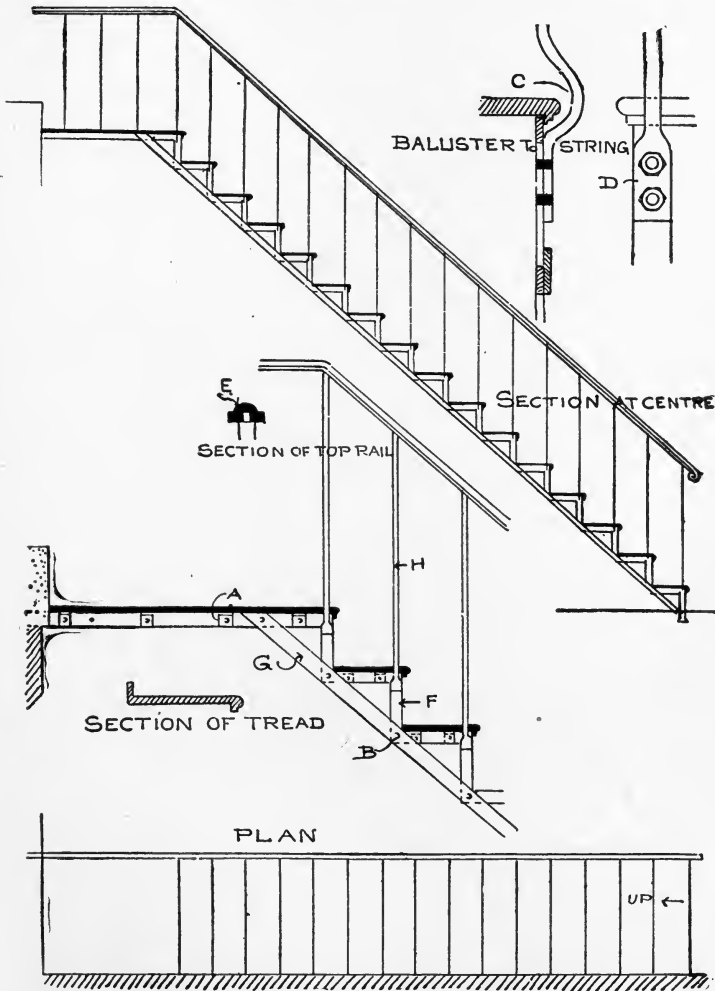 C
BALUSTER TO STRING
D
SECTION AT CENTRE
E
SECTION OF TOP RAIL
A
H
G
F
SECTION OF TREAD
B
PLAN
UP